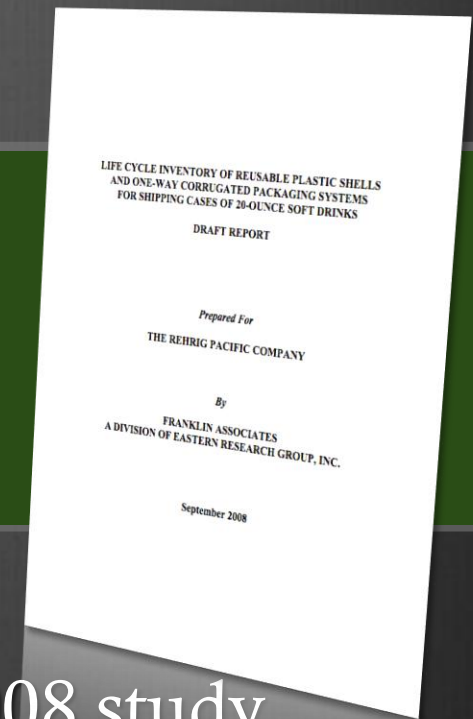 LIFE CYCLE INVENTORY OF REUSABLE PLASTIC SHELLS
AND ONE-WAY CORRUGATED PACKAGING SYSTEMS
FOR SHIPPING CASES OF 20-OUNCE SOFT DRINKS
DRAFT REPORT
Prepared For
THE REHRIG PACIFIC COMPANY
By
FRANKLIN ASSOCIATES
A DIVISION OF EASTERN RESEARCH GROUP, INC.
September 2008
08 study